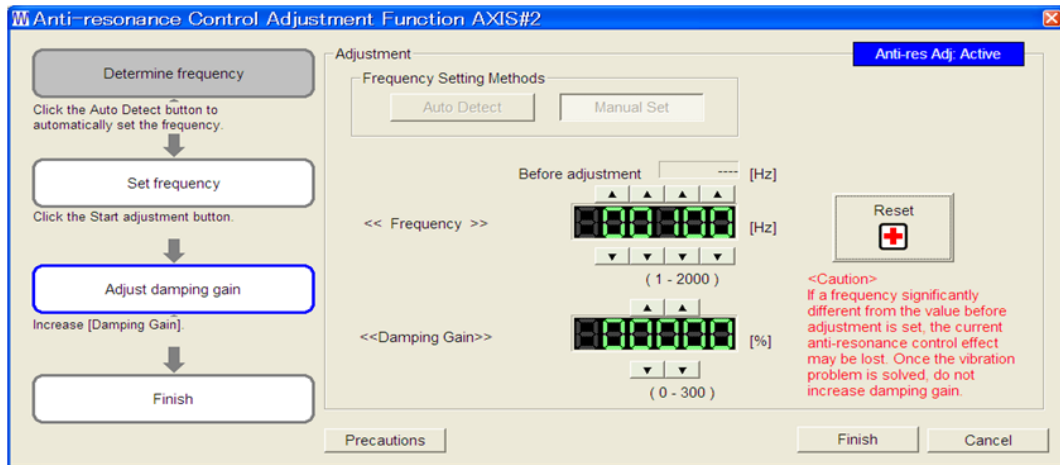 Anti-resonance Control Adjustment Function AXIS#2
Determine frequency
Click the Auto Detect button to
automatically set the frequency.
Set frequency
Click the Start adjustment button.
Adjust damping gain
Increase [Damping Gain].
Finish
Adjustment
Anti-res Adj: Active
Frequency Setting Methods
Auto Detect
Manual Set
Before adjustment ---- [Hz]
▲ ▲ ▲ ▲
<< Frequency >> 00100 [Hz]
▼ ▼ ▼ ▼
( 1 - 2000 )
▲ ▲
<<Damping Gain>> 00000 [%]
▼ ▼
( 0 - 300 )
Reset
<Caution>
If a frequency significantly
different from the value before
adjustment is set, the current
anti-resonance control effect
may be lost. Once the vibration
problem is solved, do not
increase damping gain.
Precautions
Finish
Cancel